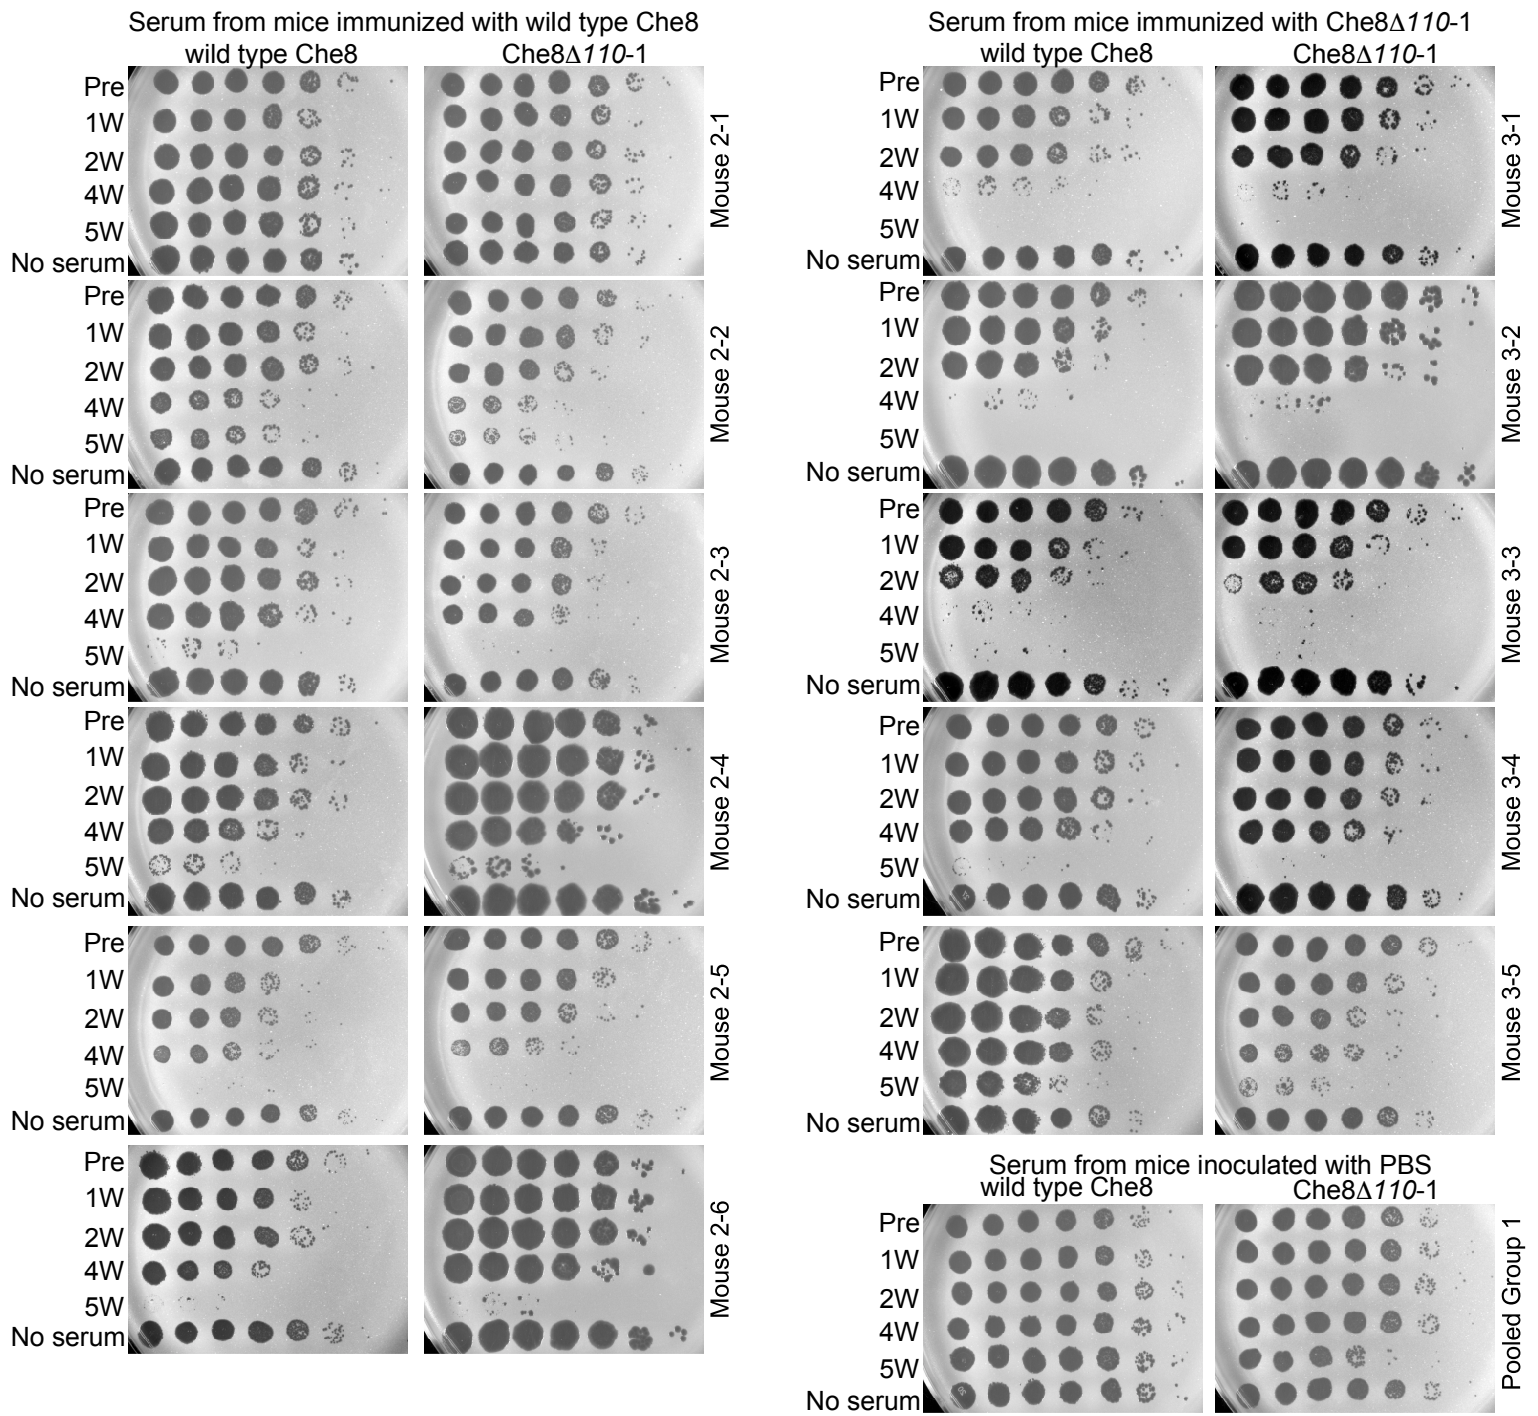 Serum from mice immunized with wild type Che8
wild type Che8 Che8Δ110-1
Pre
1W
2W
4W
5W
No serum
Mouse 2-1
Pre
1W
2W
4W
5W
No serum
Mouse 2-2
Pre
1W
2W
4W
5W
No serum
Mouse 2-3
Pre
1W
2W
4W
5W
No serum
Mouse 2-4
Pre
1W
2W
4W
5W
No serum
Mouse 2-5
Pre
1W
2W
4W
5W
No serum
Mouse 2-6
Serum from mice immunized with Che8Δ110-1
wild type Che8 Che8Δ110-1
Pre
1W
2W
4W
5W
No serum
Mouse 3-1
Pre
1W
2W
4W
5W
No serum
Mouse 3-2
Pre
1W
2W
4W
5W
No serum
Mouse 3-3
Pre
1W
2W
4W
5W
No serum
Mouse 3-4
Pre
1W
2W
4W
5W
No serum
Mouse 3-5
Serum from mice inoculated with PBS
wild type Che8 Che8Δ110-1
Pre
1W
2W
4W
5W
No serum
Pooled Group 1